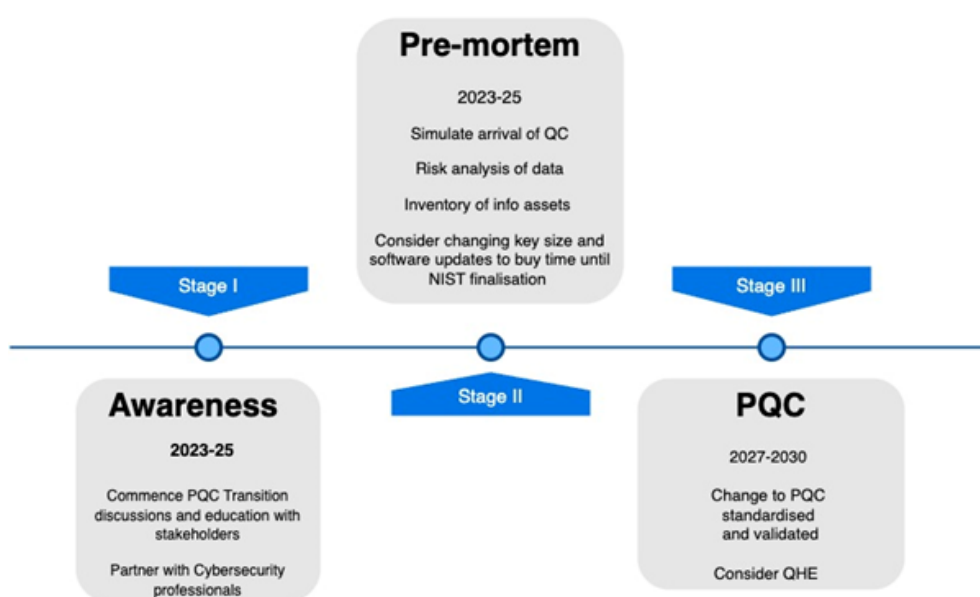 Pre-mortem
2023-25
Simulate arrival of QC
Risk analysis of data
Inventory of info assets
Consider changing key size and
software updates to buy time until
NIST finalisation
Stage I
Stage III
Stage II
Awareness
2023-25
Commence PQC Transition
discussions and education with
stakeholders
Partner with Cybersecurity
professionals
PQC
2027-2030
Change to PQC
standardised
and validated
Consider QHE